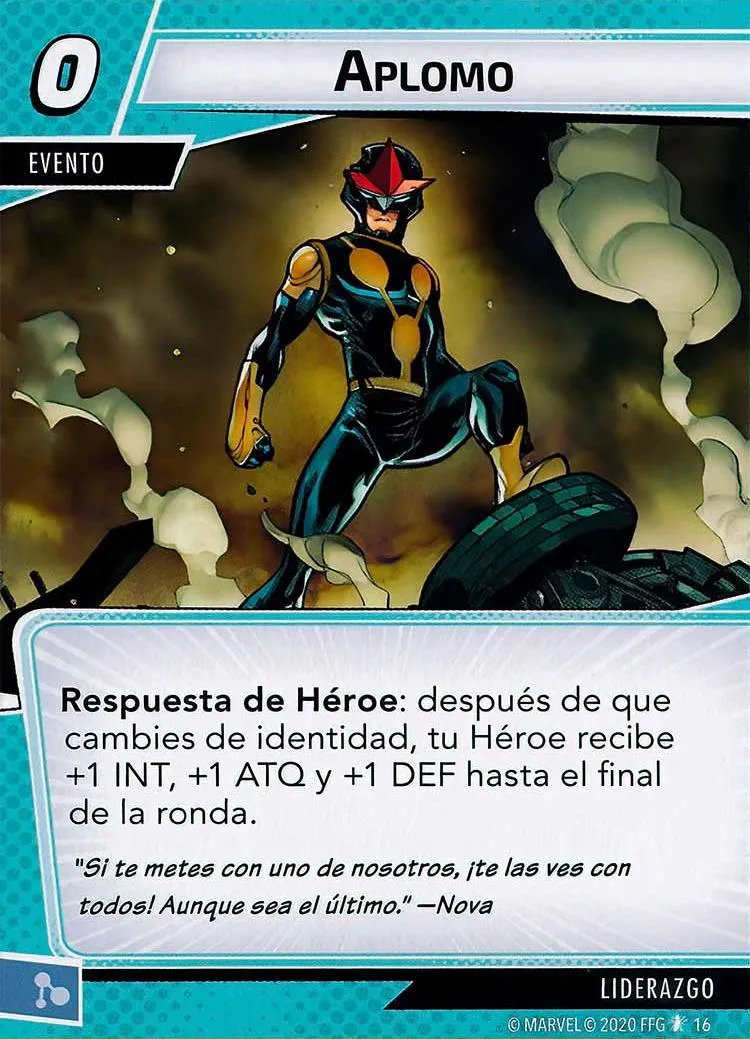 0
APLOMO
EVENTO
Respuesta de Héroe: después de que
cambies de identidad, tu Héroe recibe
+1 INT, +1 ATQ y +1 DEF hasta el final
de la ronda.
"Si te metes con uno de nosotros, ¡te las ves con
todos! Aunque sea el último." —Nova
LIDERAZGO
© MARVEL © 2020 FFG 16